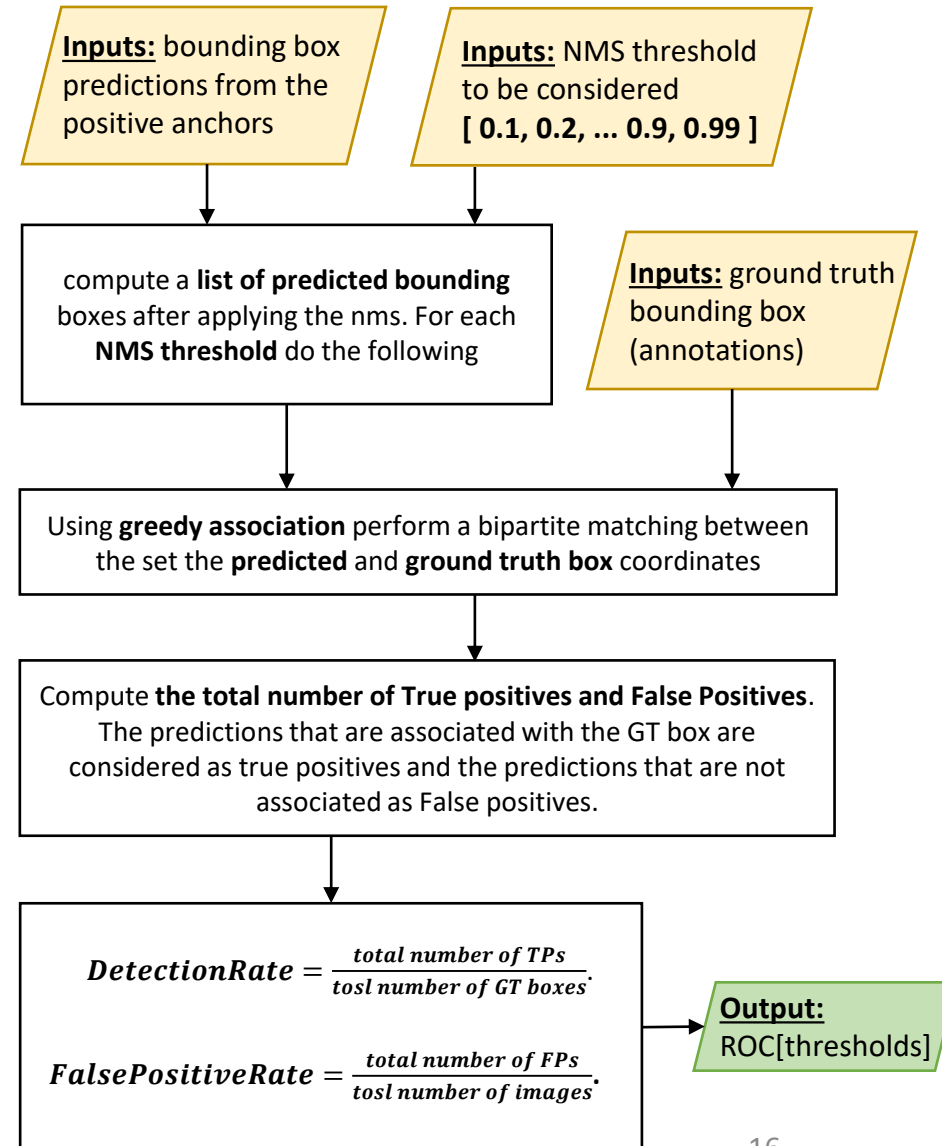 Inputs: bounding box
predictions from the
positive anchors
Inputs: NMS threshold
to be considered
[ 0.1, 0.2, ... 0.9, 0.99 ]
compute a list of predicted bounding
boxes after applying the nms. For each
NMS threshold do the following
Inputs: ground truth
bounding box
(annotations)
Using greedy association perform a bipartite matching between
the set the predicted and ground truth box coordinates
Compute the total number of True positives and False Positives.
The predictions that are associated with the GT box are
considered as true positives and the predictions that are not
associated as False positives.
DetectionRate = total number of TPs / tosl number of GT boxes.
FalsePositiveRate = total number of FPs / tosl number of images.
Output:
ROC[thresholds]
16